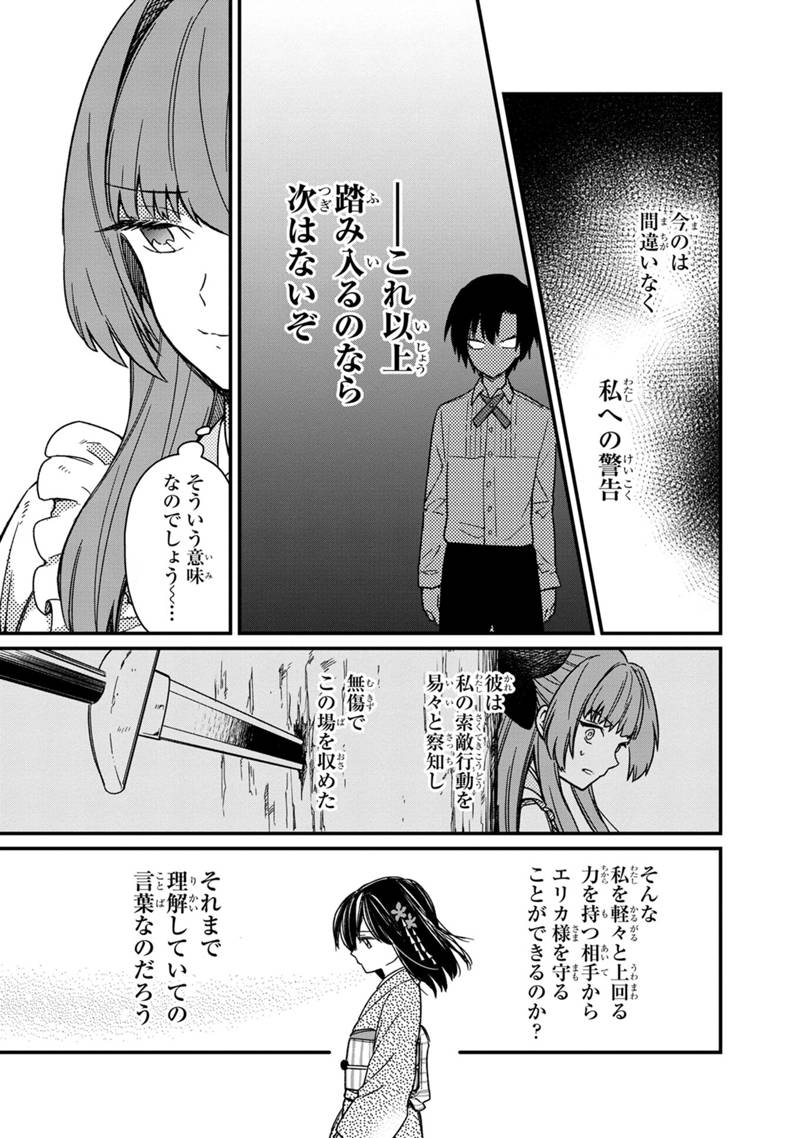 今のは
間違いなく
私への警告
――これ以上
踏み入るのなら
次はないぞ
そういう意味
なのでしょう〜…
彼は
私の索敵行動を
易々と察知し
無傷で
この場を収めた
そんな
私を軽々と上回る
力を持つ相手から
エリカ様を守る
ことができるのか?
それまで
理解していての
言葉なのだろう